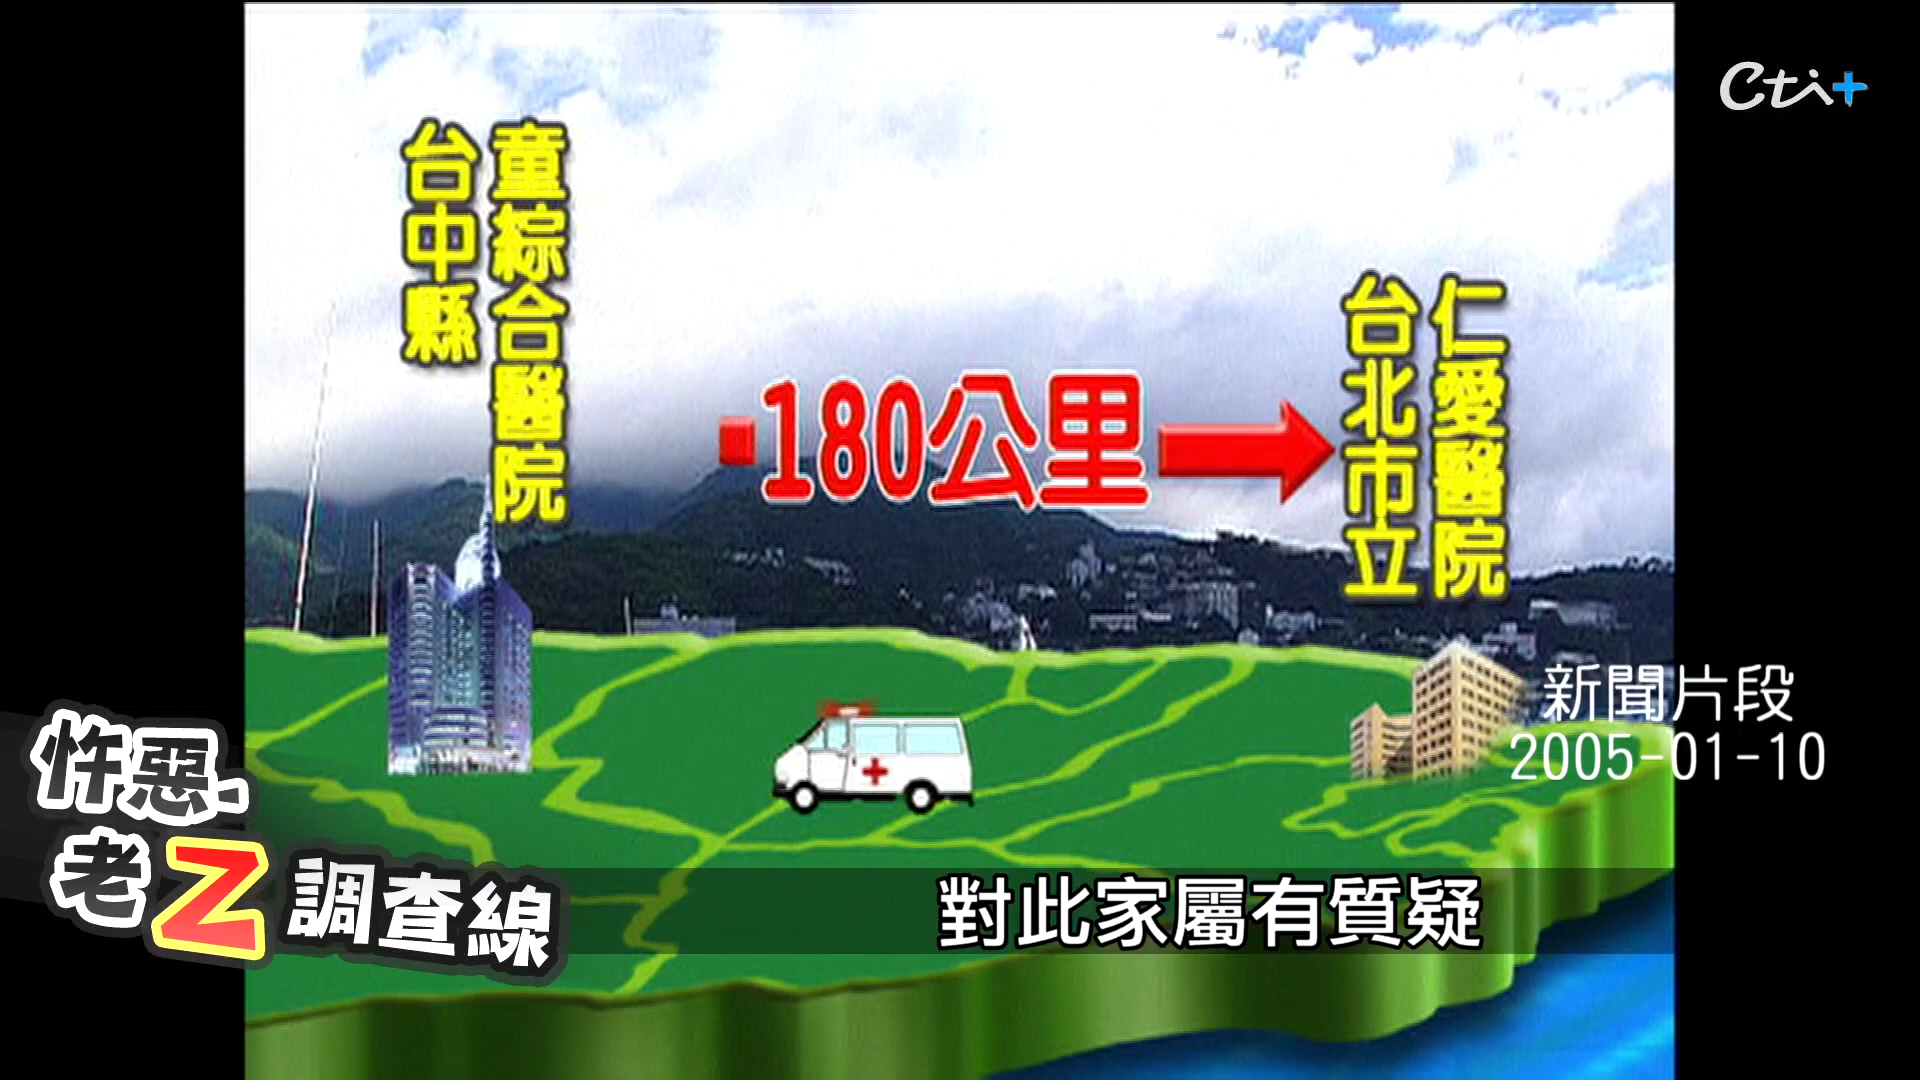 Cti+
台中縣
童綜合醫院
180公里
台北市立
仁愛醫院
新聞片段
2005-01-10
忤惡-
老Z調查線
對此家屬有質疑